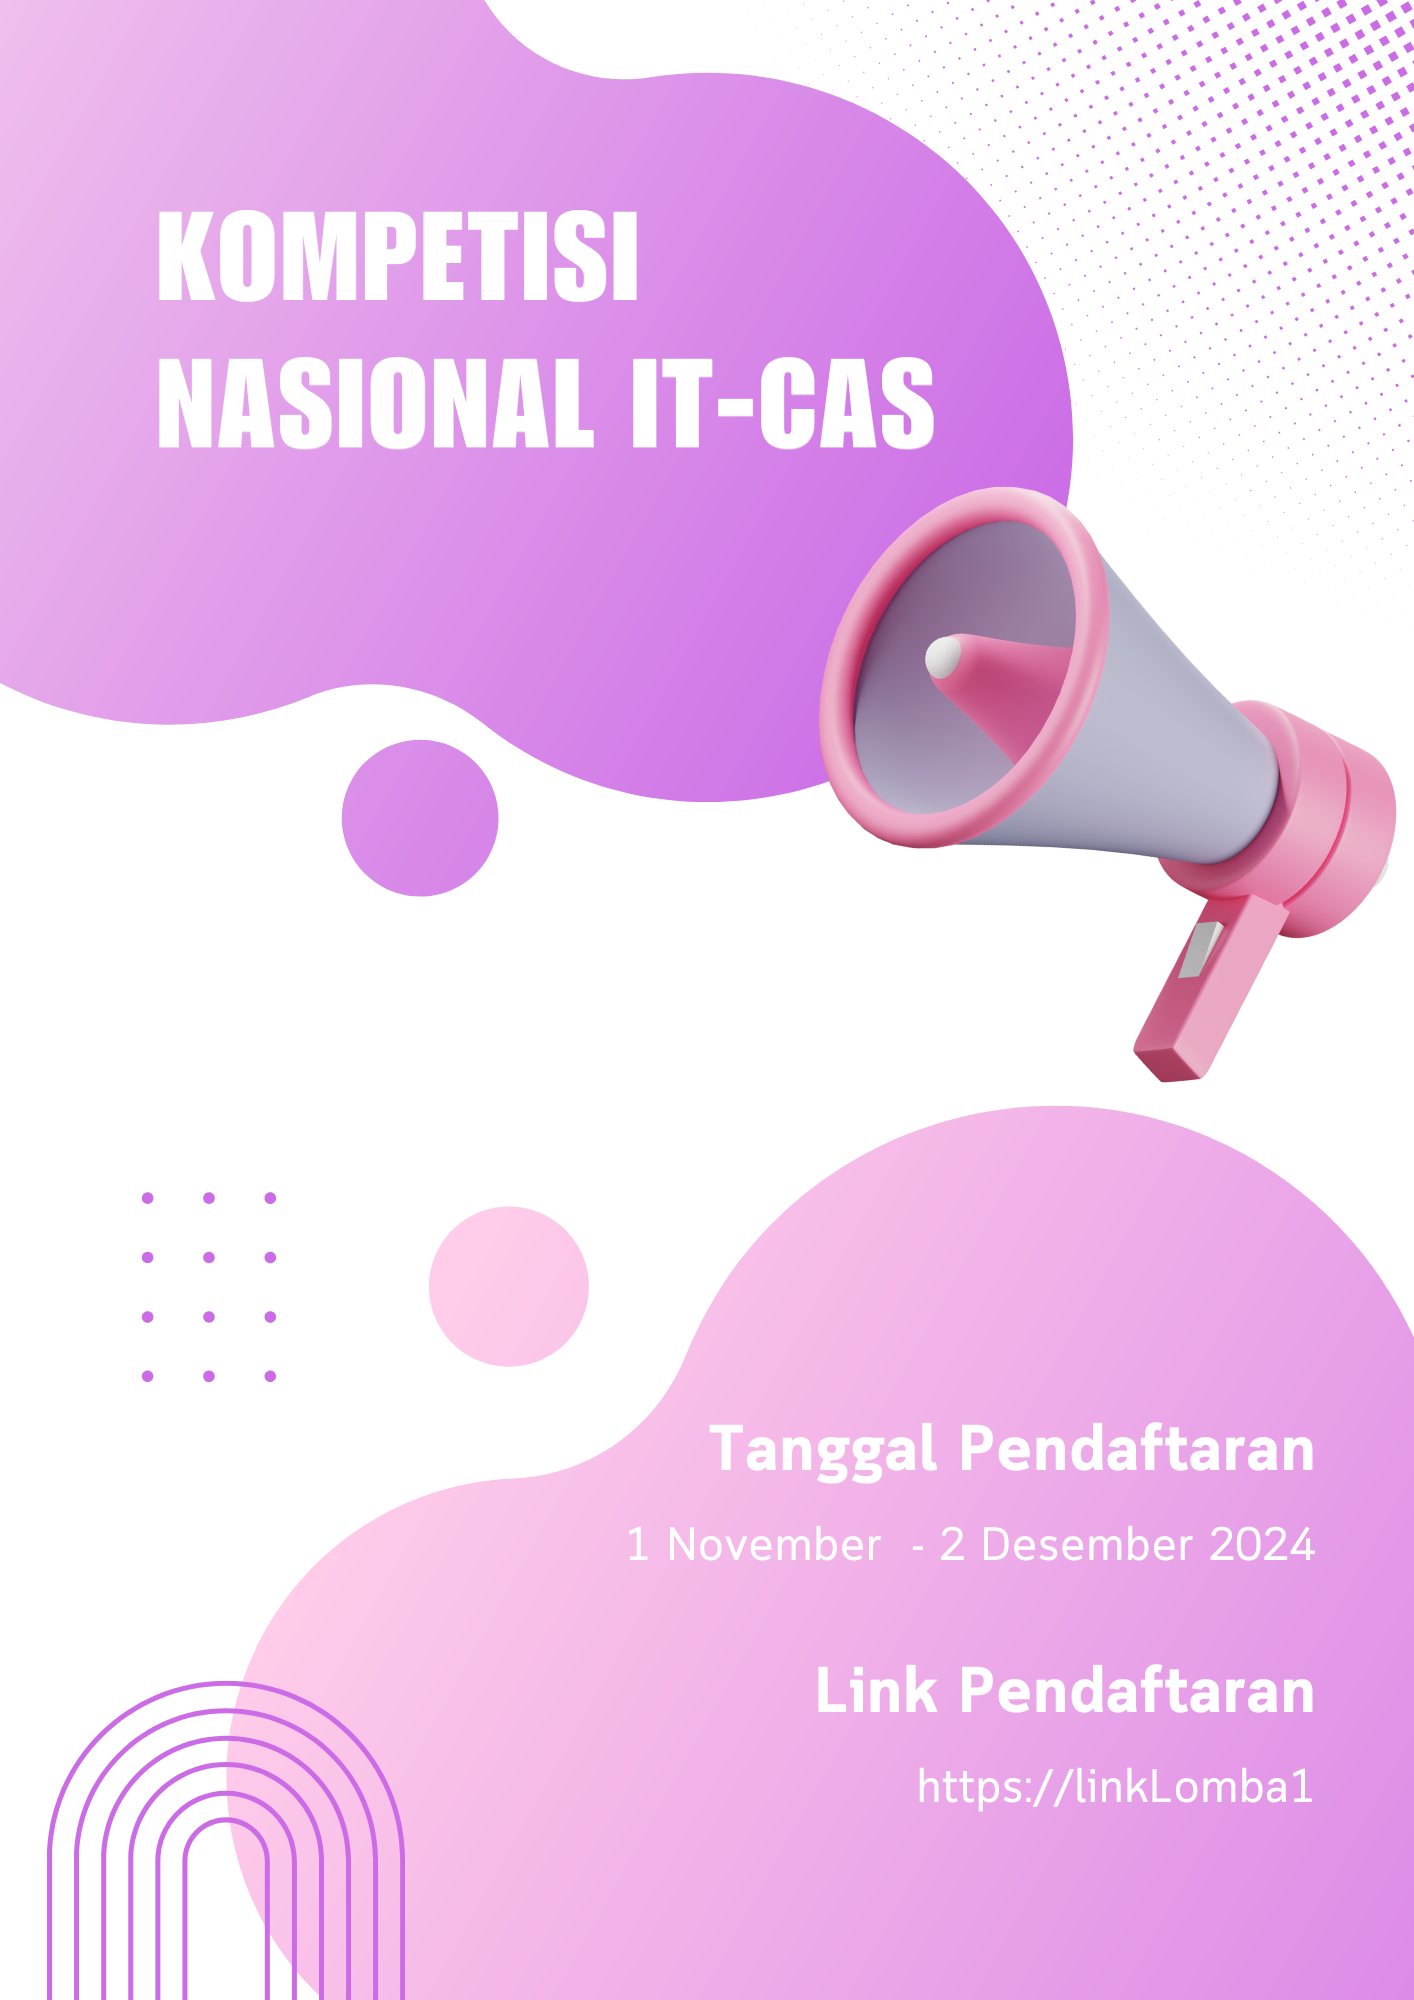 KOMPETISI
NASIONAL IT-CAS
Tanggal Pendaftaran
1 November  - 2 Desember 2024
Link Pendaftaran
https://linkLomba1